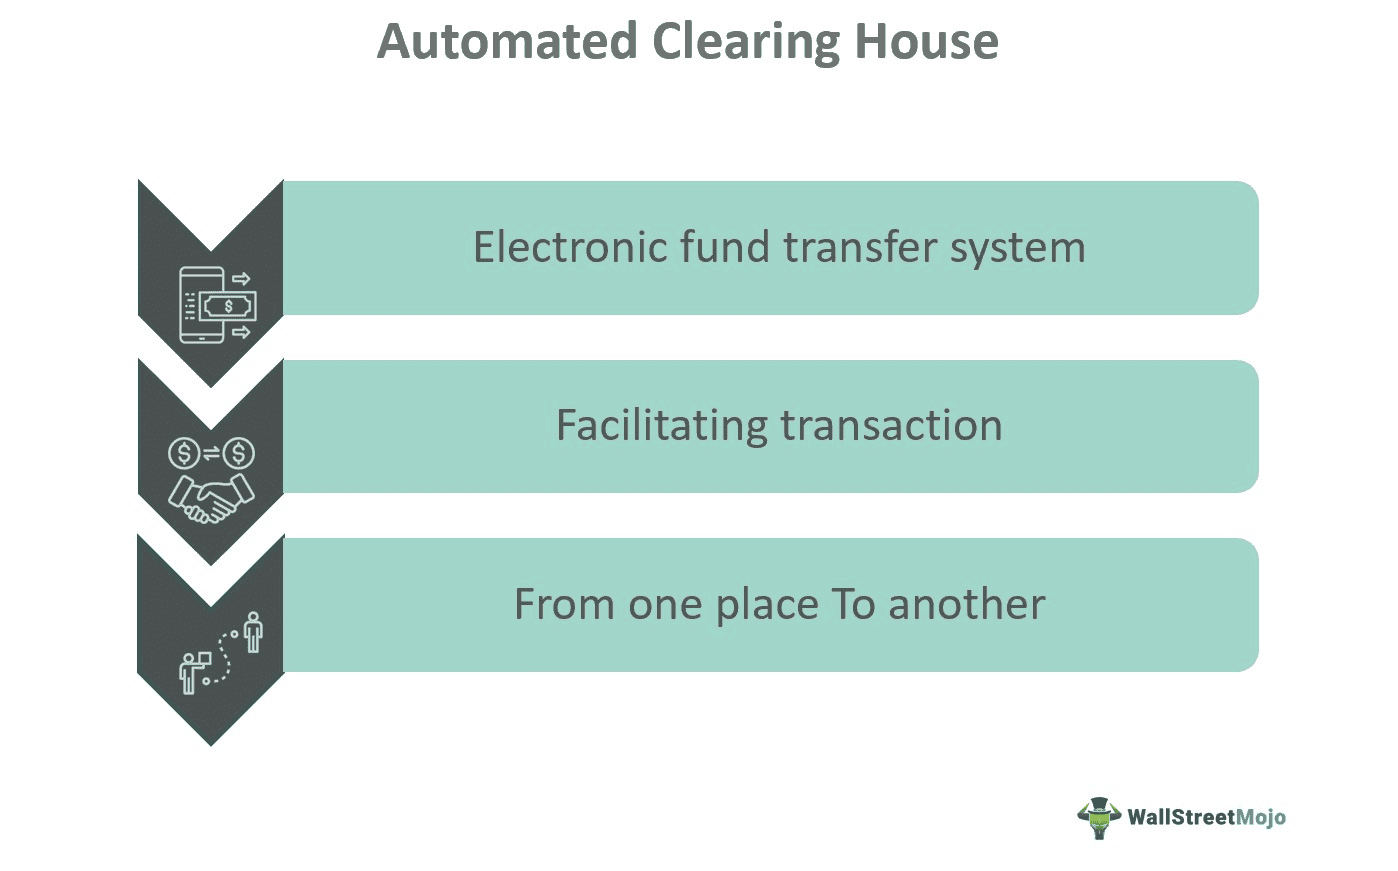 Automated Clearing House
Electronic fund transfer system
$
Facilitating transaction
$ $
From one place To another
WallStreetMojo